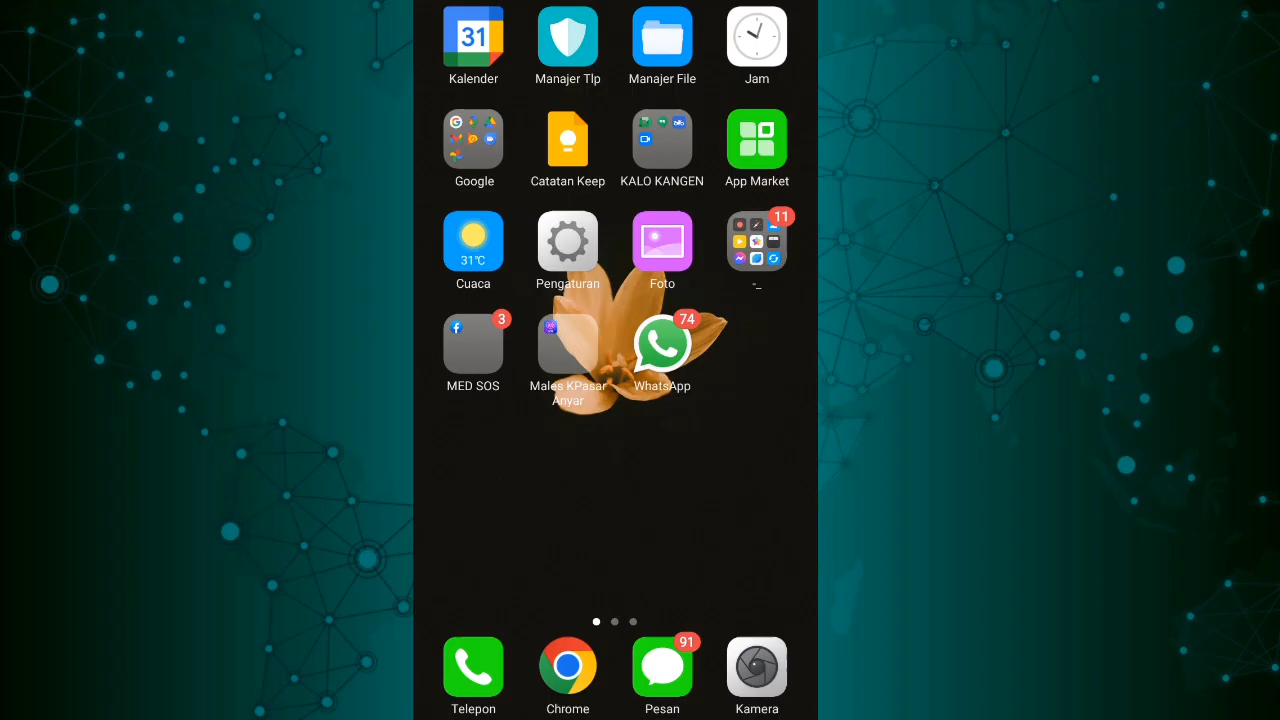 31
Kalender
Manajer Tlp
Manajer File
Jam
Google
Catatan Keep
KALO KANGEN
App Market
31°C
Cuaca
Pengaturan
Foto
11
-_
3
MED SOS
Males KPasar
Anyar
74
WhatsApp
Telepon
Chrome
91
Pesan
Kamera